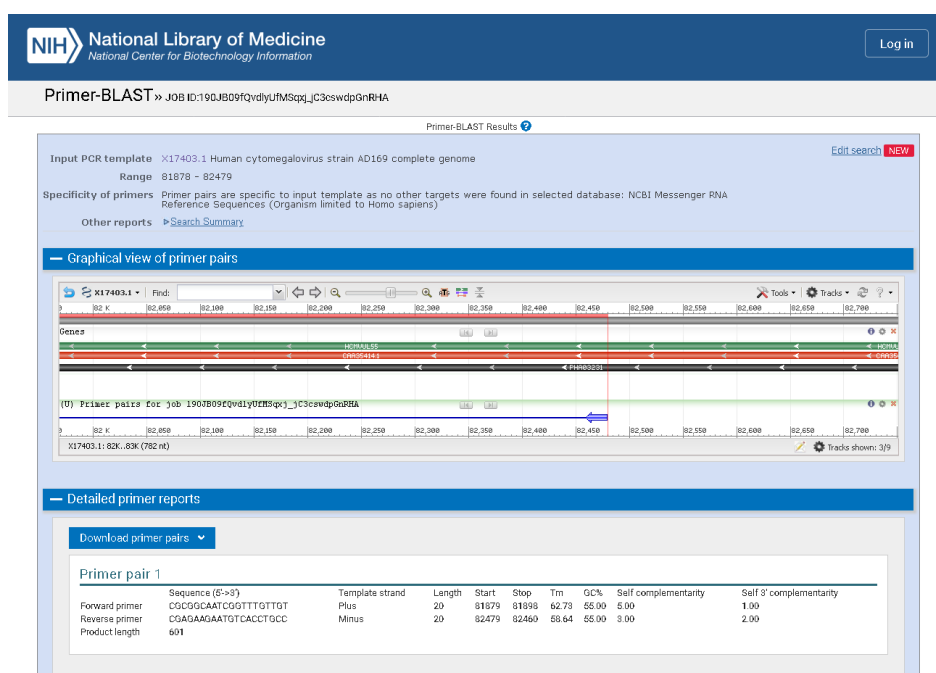 NIH National Library of Medicine
National Center for Biotechnology Information
Log in
Primer-BLAST» JOB ID:190JB09fQvdlyUfMSqxj_jC3cswdpGnRHA
Primer-BLAST Results ?
Input PCR template X17403.1 Human cytomegalovirus strain AD169 complete genome
Edit search NEW
Range 81878 - 82479
Specificity of primers Primer pairs are specific to input template as no other targets were found in selected database: NCBI Messenger RNA
Reference Sequences (Organism limited to Homo sapiens)
Other reports Search Summary
Graphical view of primer pairs
X17403.1 Find: Tools Tracks ?
82 K 82,050 82,100 82,150 82,200 82,250 82,300 82,350 82,400 82,450 82,500 82,550 82,600 82,650 82,700
Genes
HCMVUL55 HCMVUL
CAA35414.1 CAA35
PHA03231
(U) Primer pairs for job 190JB09fQvdlyUfMSqxj_jC3cswdpGnRHA
82 K 82,050 82,100 82,150 82,200 82,250 82,300 82,350 82,400 82,450 82,500 82,550 82,600 82,650 82,700
X17403.1: 82K..83K (782 nt) Tracks shown: 3/9
Detailed primer reports
Download primer pairs
Primer pair 1
Sequence (5'->3') Template strand Length Start Stop Tm GC% Self complementarity Self 3' complementarity
Forward primer CGCGGCAATCGGTTTGTTGT Plus 20 81879 81898 62.73 55.00 5.00 1.00
Reverse primer CGAGAAGAATGTCACCTGCC Minus 20 82479 82460 58.64 55.00 3.00 2.00
Product length 601